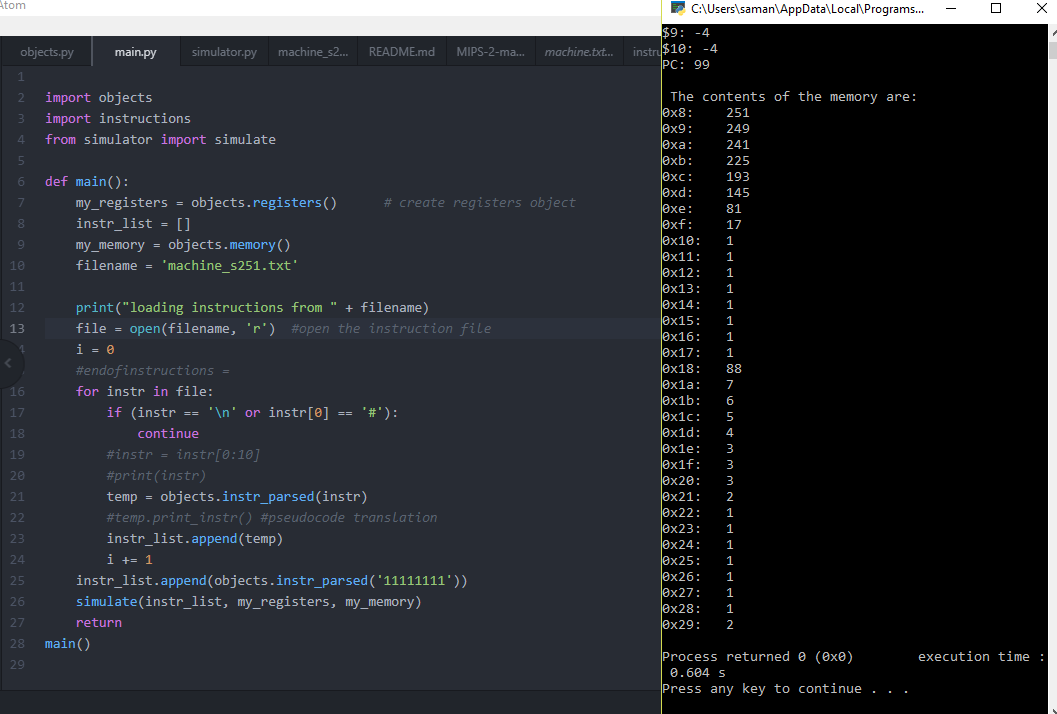 Atom
objects.py main.py simulator.py machine_s2... README.md MIPS-2-ma... machine.txt... instru
1
2 import objects
3 import instructions
4 from simulator import simulate
5
6 def main():
7 my_registers = objects.registers() # create registers object
8 instr_list = []
9 my_memory = objects.memory()
10 filename = 'machine_s251.txt'
11
12 print("loading instructions from " + filename)
13 file = open(filename, 'r') #open the instruction file
4 i = 0
#endofinstructions =
16 for instr in file:
17 if (instr == '\n' or instr[0] == '#'):
18 continue
19 #instr = instr[0:10]
20 #print(instr)
21 temp = objects.instr_parsed(instr)
22 #temp.print_instr() #pseudocode translation
23 instr_list.append(temp)
24 i += 1
25 instr_list.append(objects.instr_parsed('11111111'))
26 simulate(instr_list, my_registers, my_memory)
27 return
28 main()
29
C:\Users\saman\AppData\Local\Programs...
$9: -4
$10: -4
PC: 99
The contents of the memory are:
0x8: 251
0x9: 249
0xa: 241
0xb: 225
0xc: 193
0xd: 145
0xe: 81
0xf: 17
0x10: 1
0x11: 1
0x12: 1
0x13: 1
0x14: 1
0x15: 1
0x16: 1
0x17: 1
0x18: 88
0x1a: 7
0x1b: 6
0x1c: 5
0x1d: 4
0x1e: 3
0x1f: 3
0x20: 3
0x21: 2
0x22: 1
0x23: 1
0x24: 1
0x25: 1
0x26: 1
0x27: 1
0x28: 1
0x29: 2
Process returned 0 (0x0) execution time :
0.604 s
Press any key to continue . . .